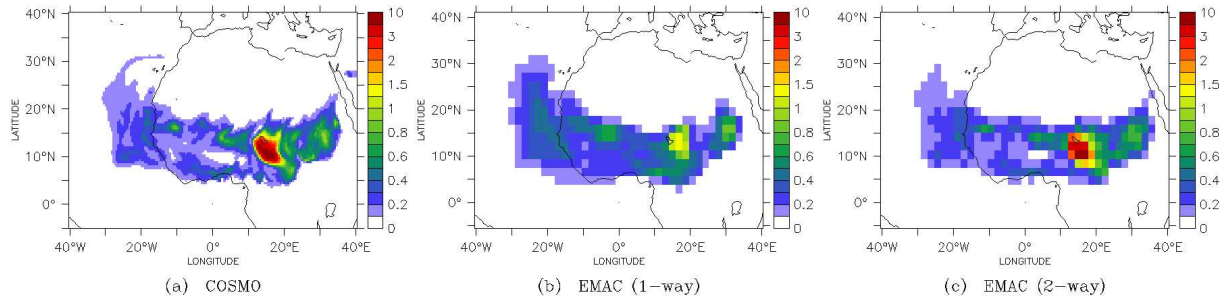 40°N
30°N
20°N
10°N
0°
LATITUDE
40°W
20°W
0°
20°E
40°E
LONGITUDE
10
3
2
1.5
1
0.8
0.6
0.4
0.2
0
(a) COSMO
40°N
30°N
20°N
10°N
0°
LATITUDE
40°W
20°W
0°
20°E
40°E
LONGITUDE
10
3
2
1.5
1
0.8
0.6
0.4
0.2
0
(b) EMAC (1-way)
40°N
30°N
20°N
10°N
0°
LATITUDE
40°W
20°W
0°
20°E
40°E
LONGITUDE
10
3
2
1.5
1
0.8
0.6
0.4
0.2
0
(c) EMAC (2-way)